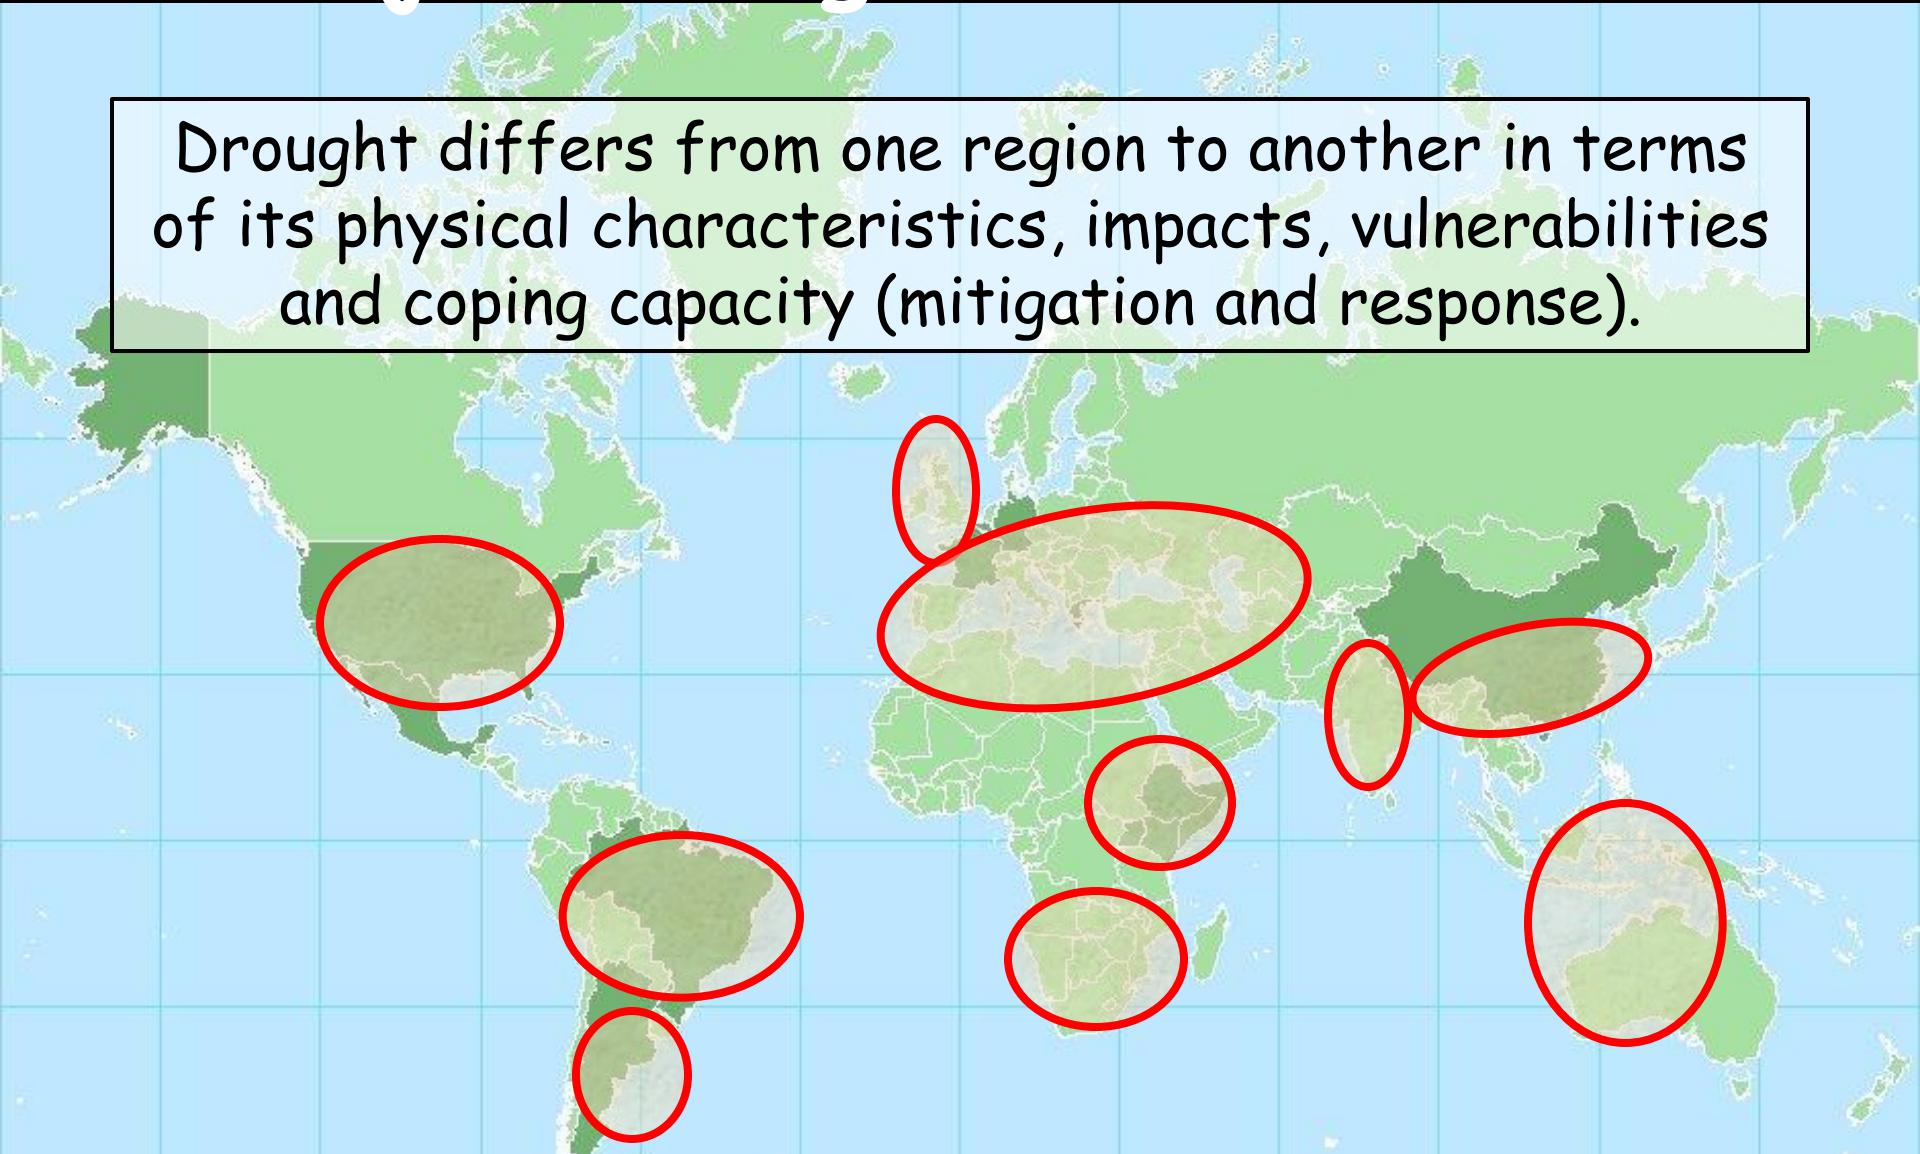 Drought differs from one region to another in terms
of its physical characteristics, impacts, vulnerabilities
and coping capacity (mitigation and response).